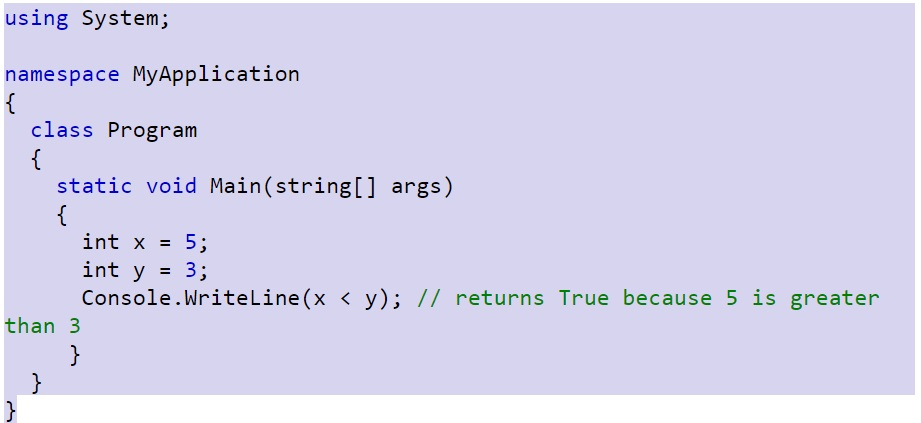 using System;

namespace MyApplication
{
  class Program
  {
    static void Main(string[] args)
    {
      int x = 5;
      int y = 3;
      Console.WriteLine(x < y); // returns True because 5 is greater
than 3
     }
  }
}